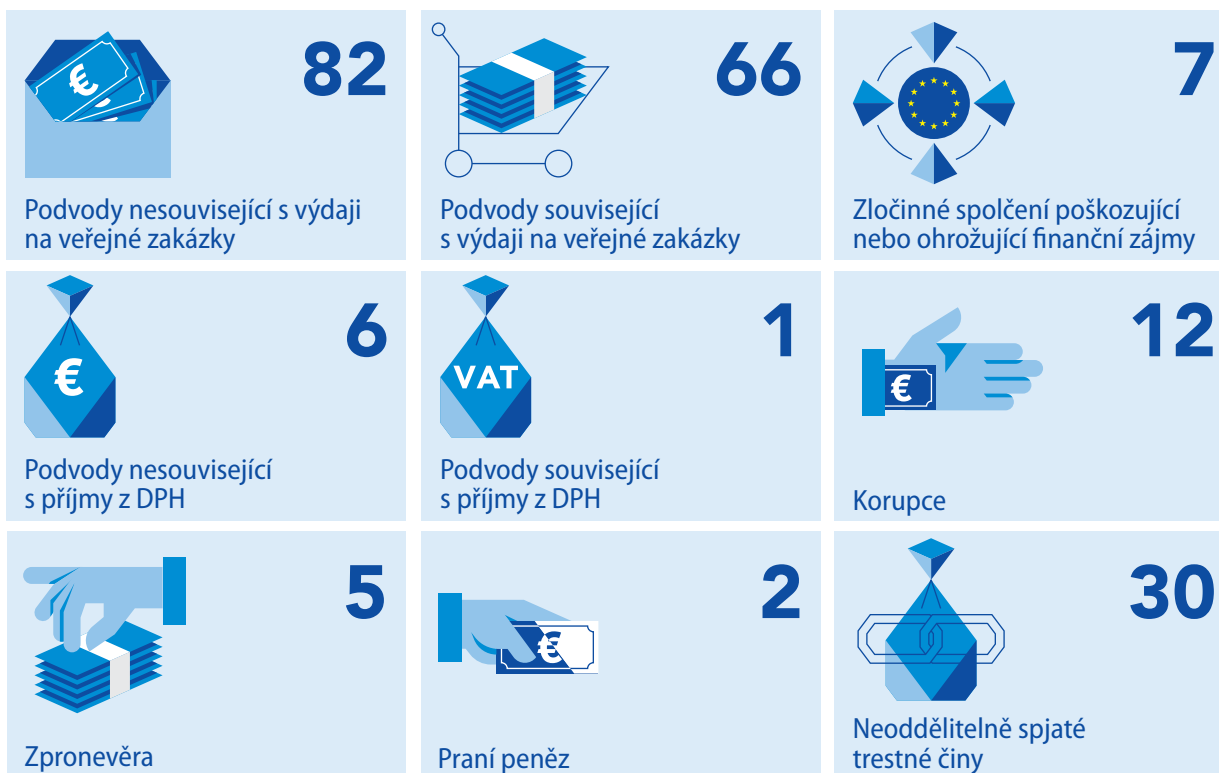 82
Podvody nesouvisející s výdaji
na veřejné zakázky
66
Podvody související
s výdaji na veřejné zakázky
7
Zločinné spolčení poškozující
nebo ohrožující finanční zájmy
€
6
Podvody nesouvisející
s příjmy z DPH
€
VAT
1
Podvody související
s příjmy z DPH
€
12
Korupce
5
Zpronevěra
€
2
Praní peněz
30
Neoddělitelně spjaté
trestné činy